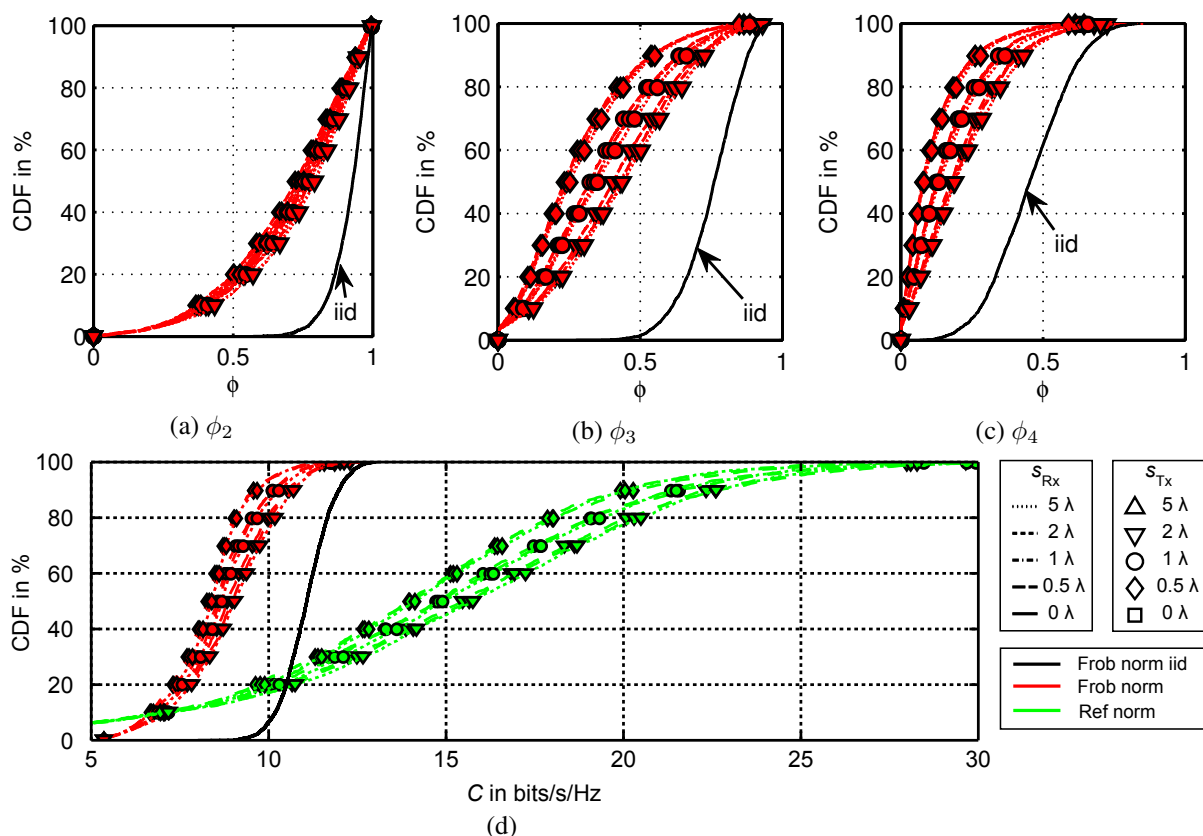 CDF in %
100
80
60
40
20
0
0
0.5
1
iid
ϕ
(a) ϕ₂
CDF in %
100
80
60
40
20
0
0
0.5
1
iid
ϕ
(b) ϕ₃
CDF in %
100
80
60
40
20
0
0
0.5
1
iid
ϕ
(c) ϕ₄
CDF in %
100
80
60
40
20
0
5
10
15
20
25
30
C in bits/s/Hz
(d)
sRx
5 λ
2 λ
1 λ
0.5 λ
0 λ
sTx
5 λ
2 λ
1 λ
0.5 λ
0 λ
Frob norm iid
Frob norm
Ref norm